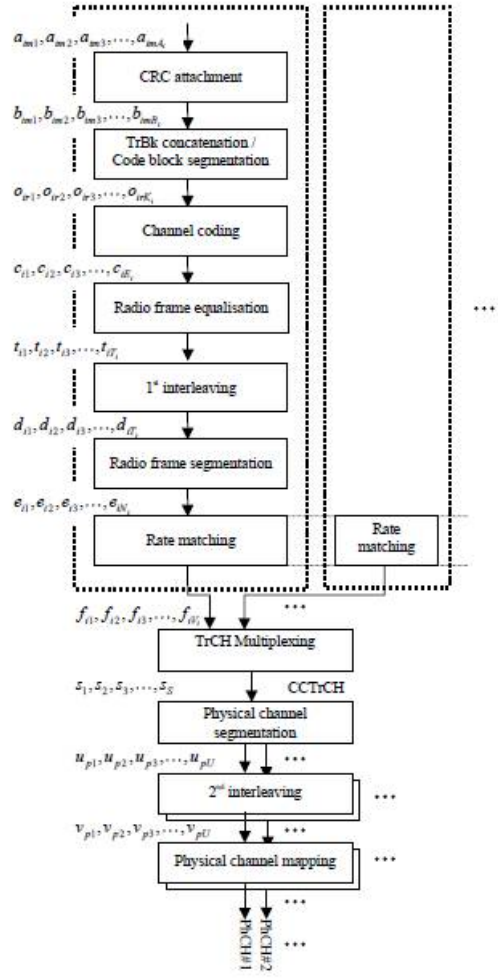 a_im1, a_im2, a_im3, ..., a_imA_i
CRC attachment
b_im1, b_im2, b_im3, ..., b_imB_i
TrBk concatenation /
Code block segmentation
o_ir1, o_ir2, o_ir3, ..., o_irK_i
Channel coding
c_i1, c_i2, c_i3, ..., c_iE_i
Radio frame equalisation
...
t_i1, t_i2, t_i3, ..., t_iT_i
1st interleaving
d_i1, d_i2, d_i3, ..., d_iT_i
Radio frame segmentation
e_i1, e_i2, e_i3, ..., e_iN_i
Rate matching
Rate
matching
f_i1, f_i2, f_i3, ..., f_iV_i
...
TrCH Multiplexing
s_1, s_2, s_3, ..., s_S
CCTrCH
Physical channel
segmentation
u_p1, u_p2, u_p3, ..., u_pU
...
2nd interleaving
...
v_p1, v_p2, v_p3, ..., v_pU
...
Physical channel mapping
...
...
PhCH#1
PhCH#2
...